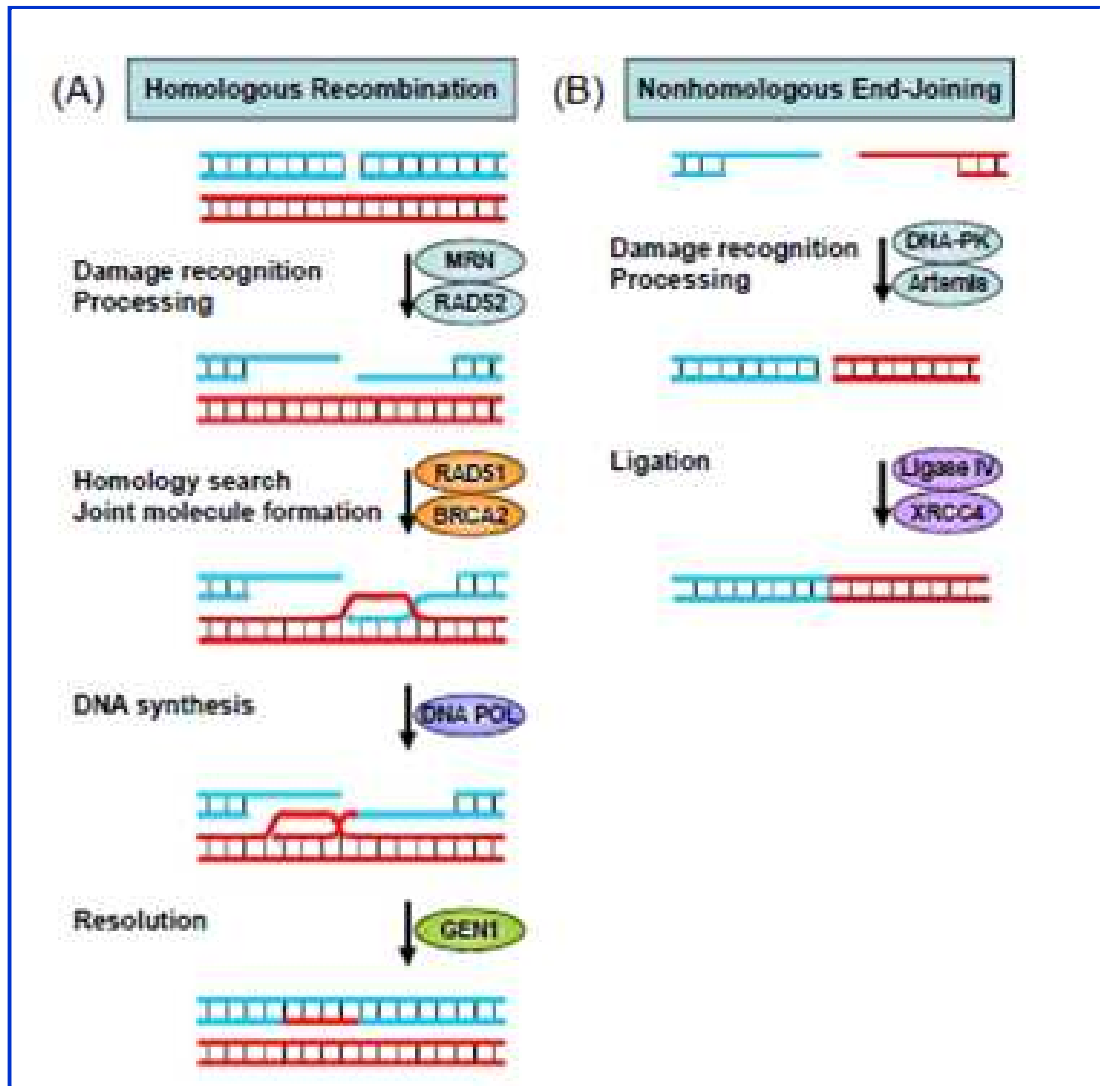 (A) Homologous Recombination
Damage recognition
Processing
MRN
RAD52
Homology search
Joint molecule formation
RAD51
BRCA2
DNA synthesis
DNA POL
Resolution
GEN1
(B) Nonhomologous End-Joining
Damage recognition
Processing
DNA-PK
Artemis
Ligation
Ligase IV
XRCC4